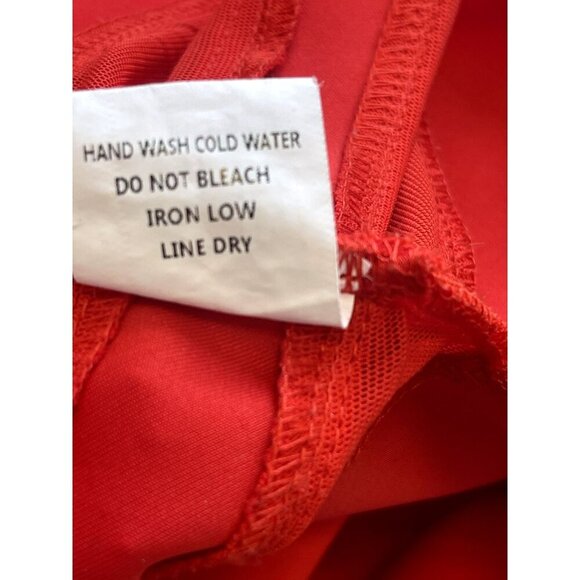 HAND WASH COLD WATER
DO NOT BLEACH
IRON LOW
LINE DRY